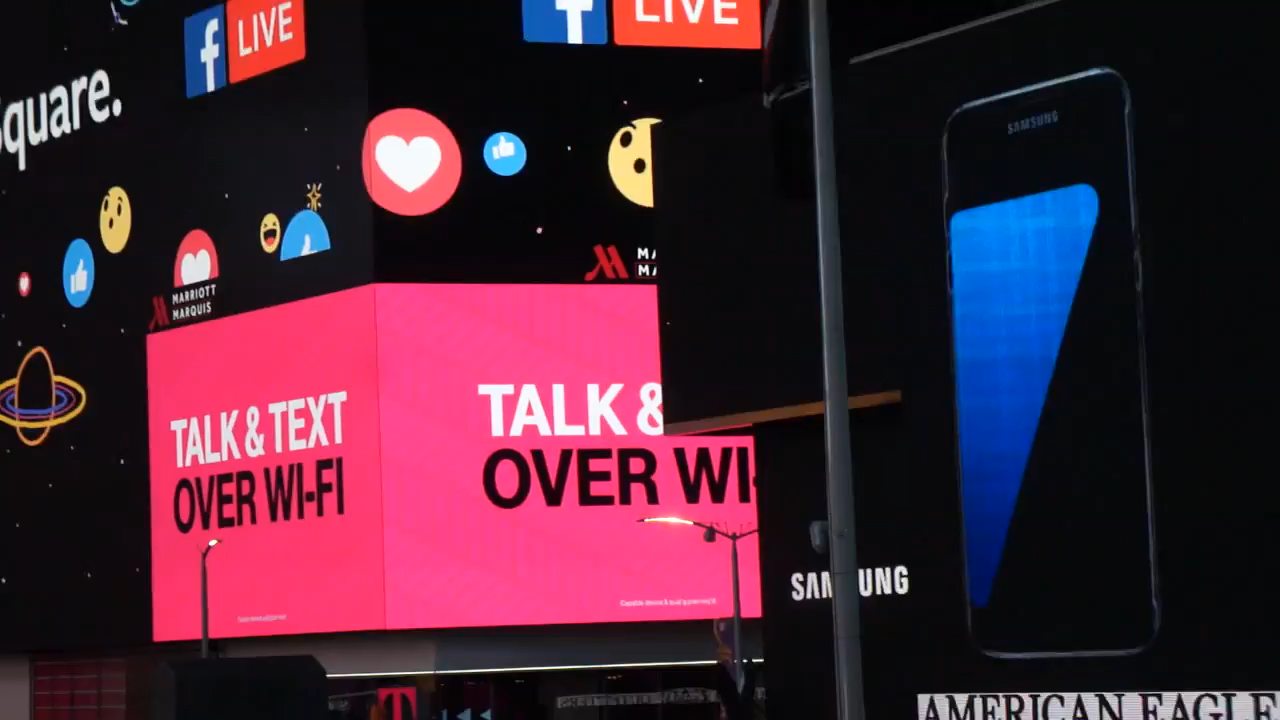 f LIVE
f LIVE
Square.
MARRIOTT
MARQUIS
TALK & TEXT
OVER WI-FI
TALK &
OVER WI-
SAMSUNG
SAMSUNG
T
AMERICAN EAGLE